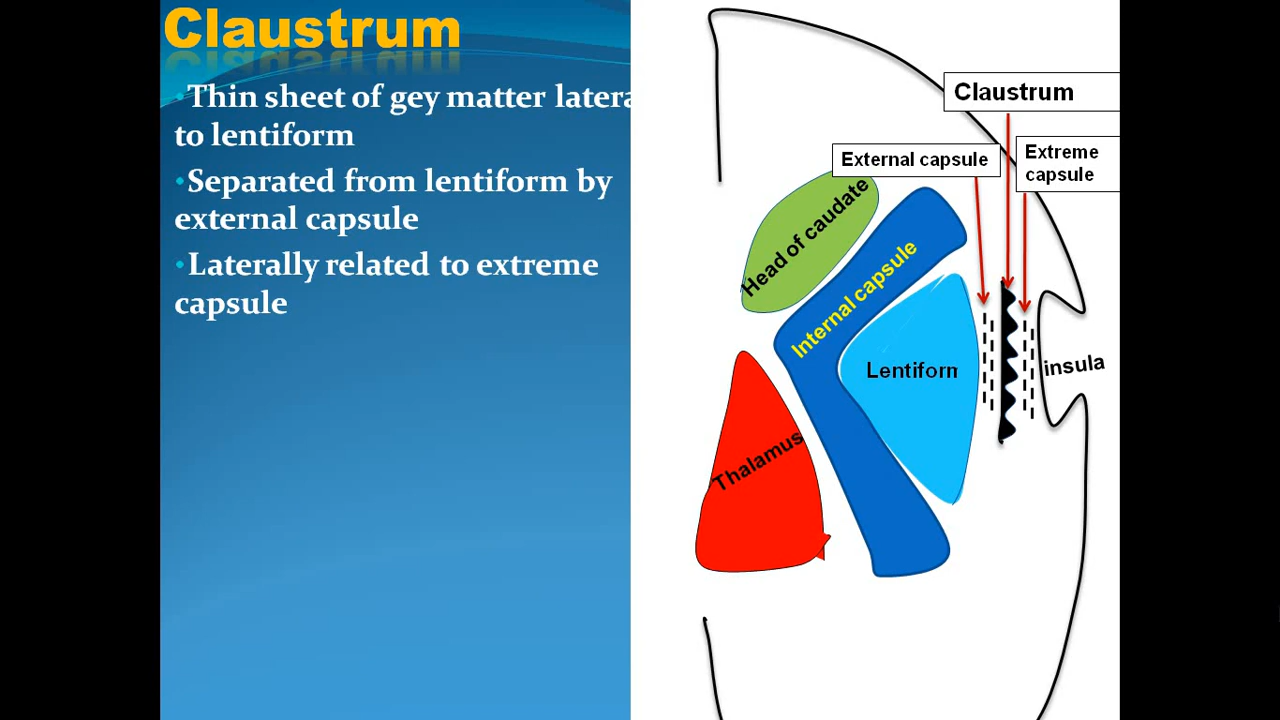 Claustrum
•Thin sheet of gey matter latera
to lentiform
•Separated from lentiform by
external capsule
•Laterally related to extreme
capsule
Claustrum
External capsule
Extreme
capsule
Head of caudate
Internal capsule
Lentiform
insula
Thalamus